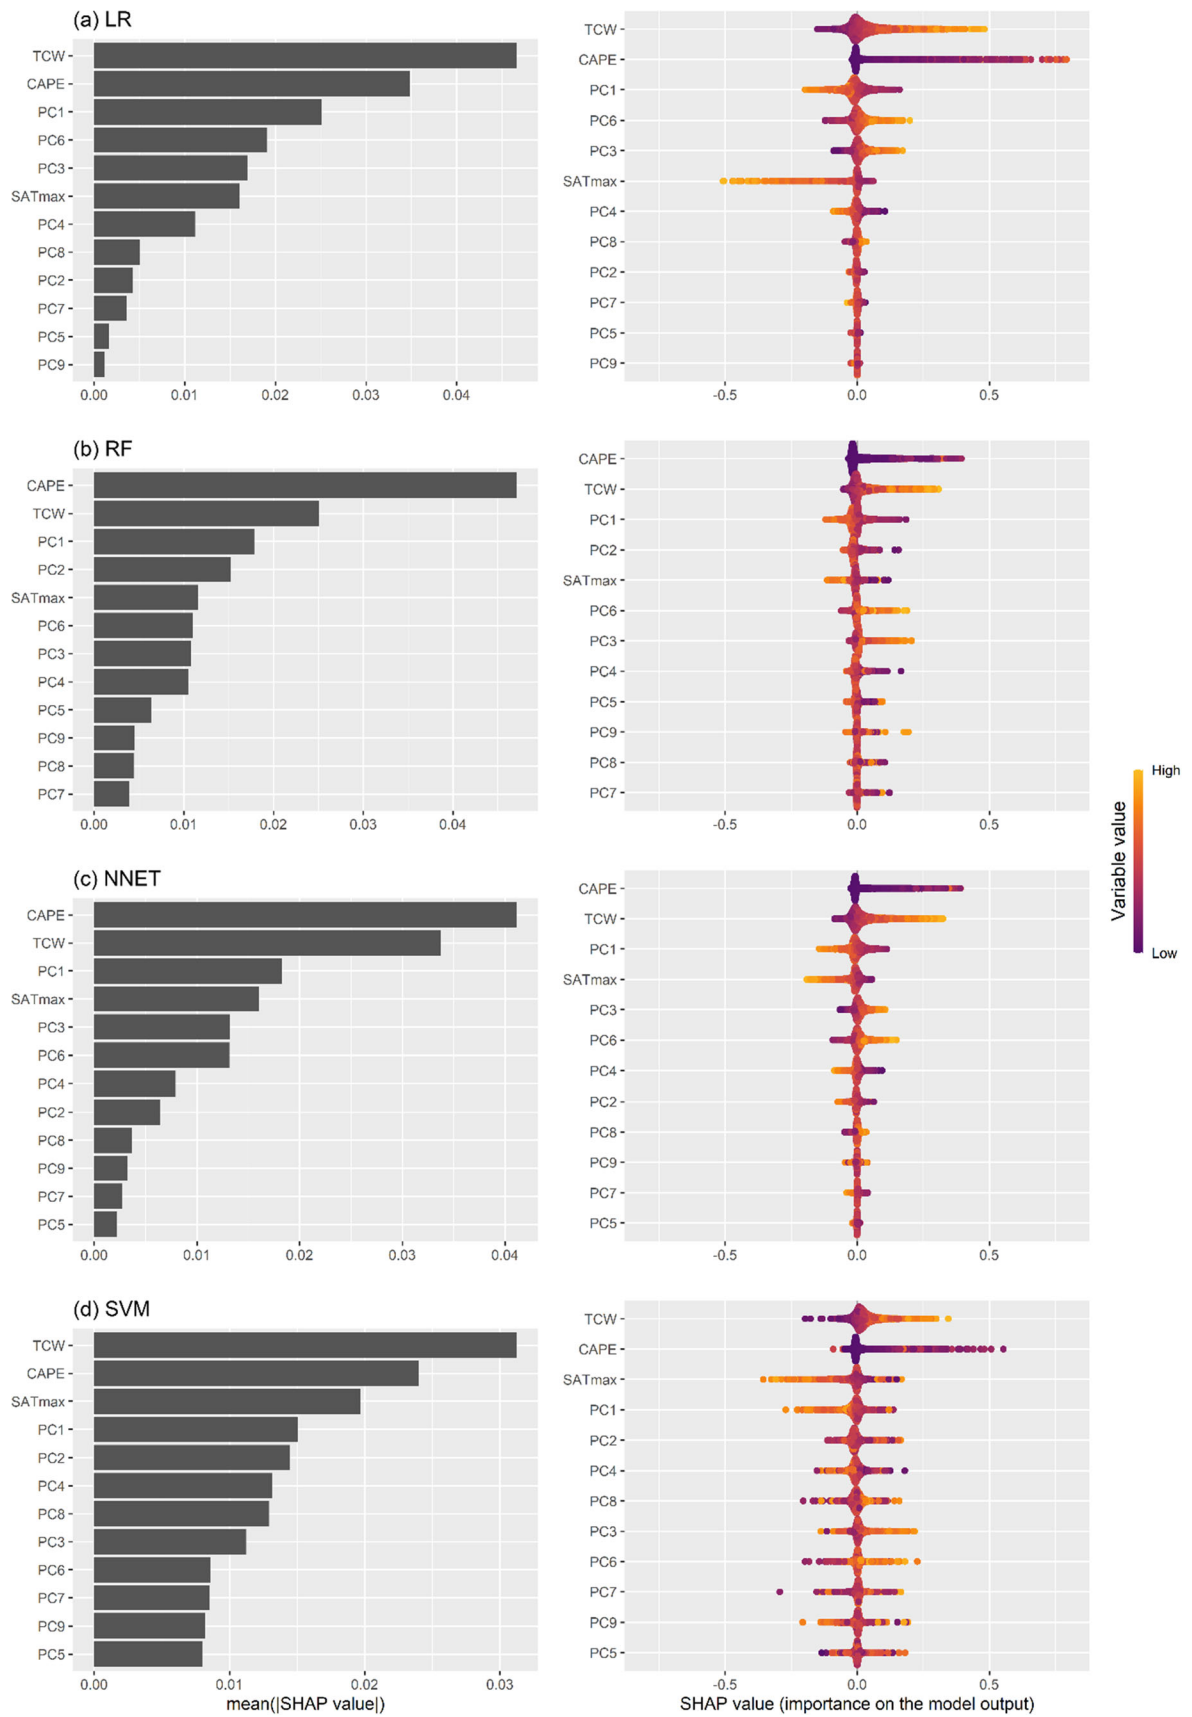 (a) LR
TCW
CAPE
PC1
PC6
PC3
SATmax
PC4
PC8
PC2
PC7
PC5
PC9
0.00 0.01 0.02 0.03 0.04
TCW
CAPE
PC1
PC6
PC3
SATmax
PC4
PC8
PC2
PC7
PC5
PC9
-0.5 0.0 0.5
(b) RF
CAPE
TCW
PC1
PC2
SATmax
PC6
PC3
PC4
PC5
PC9
PC8
PC7
0.00 0.01 0.02 0.03 0.04
CAPE
TCW
PC1
PC2
SATmax
PC6
PC3
PC4
PC5
PC9
PC8
PC7
-0.5 0.0 0.5
(c) NNET
CAPE
TCW
PC1
SATmax
PC3
PC6
PC4
PC2
PC8
PC9
PC7
PC5
0.00 0.01 0.02 0.03 0.04
CAPE
TCW
PC1
SATmax
PC3
PC6
PC4
PC2
PC8
PC9
PC7
PC5
-0.5 0.0 0.5
(d) SVM
TCW
CAPE
SATmax
PC1
PC2
PC4
PC8
PC3
PC6
PC7
PC9
PC5
0.00 0.01 0.02 0.03
mean(|SHAP value|)
TCW
CAPE
SATmax
PC1
PC2
PC4
PC8
PC3
PC6
PC7
PC9
PC5
-0.5 0.0 0.5
SHAP value (importance on the model output)
Variable value
High
Low